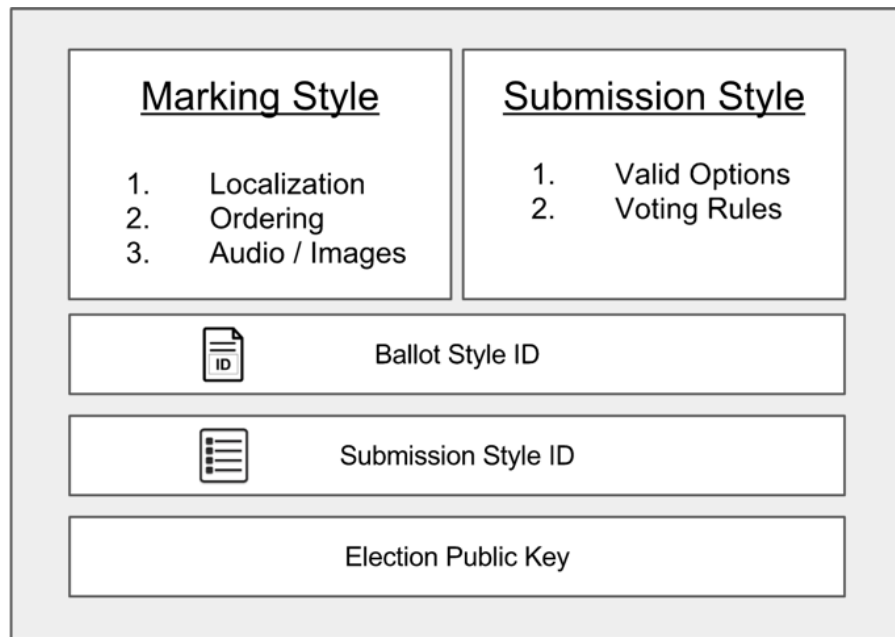 Marking Style
1. Localization
2. Ordering
3. Audio / Images
Submission Style
1. Valid Options
2. Voting Rules
ID
Ballot Style ID
Submission Style ID
Election Public Key